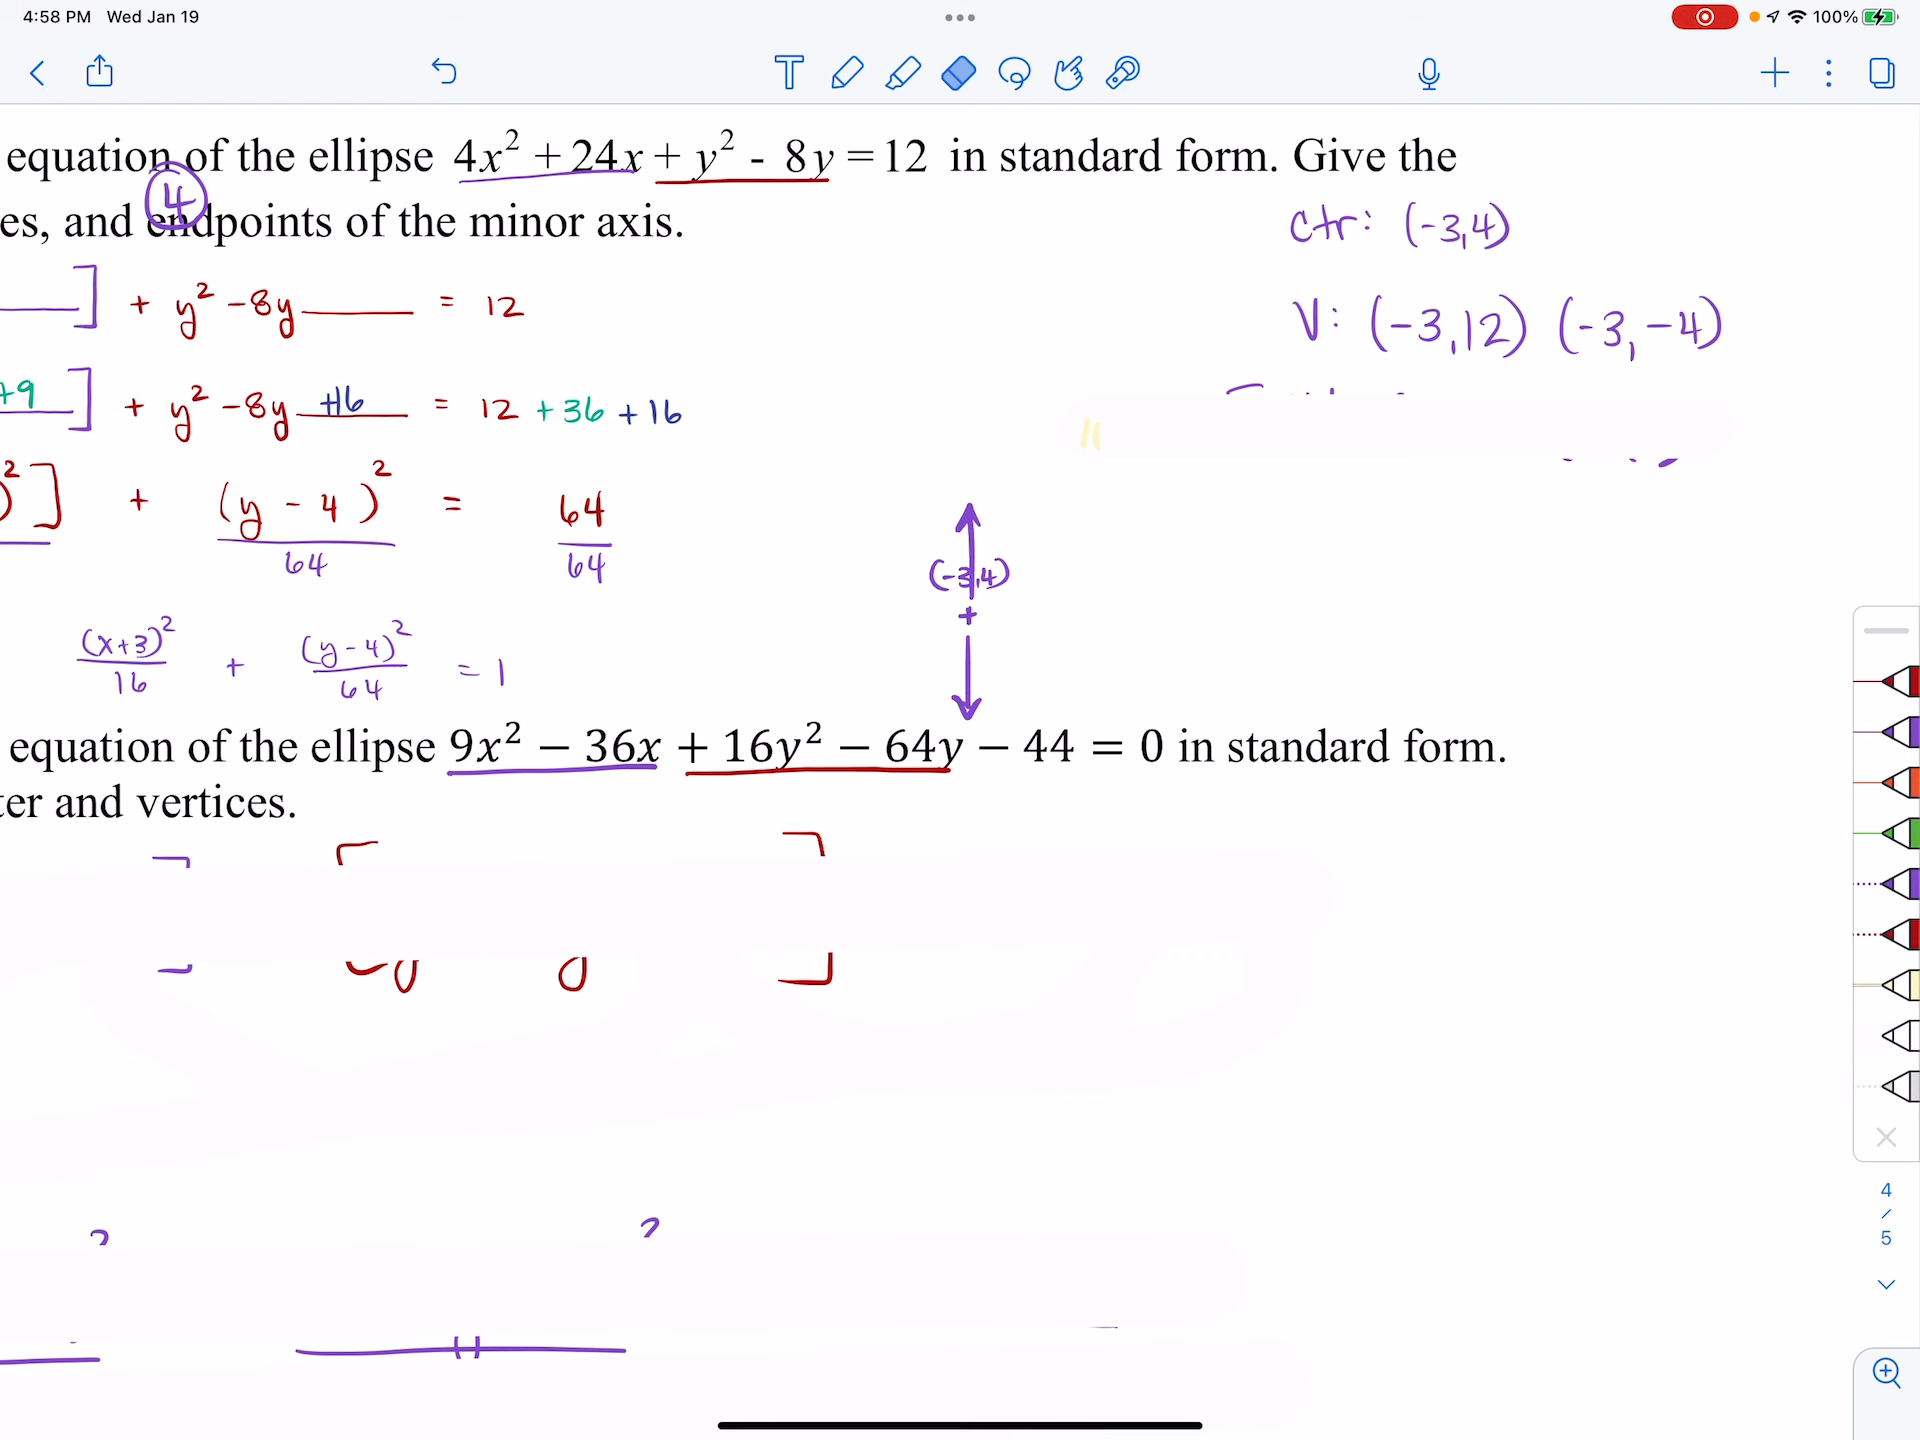 4:58 PM Wed Jan 19
100%
equation of the ellipse 4x² + 24x + y² - 8y = 12 in standard form. Give the
es, and endpoints of the minor axis.
4
ctr: (-3,4)
V: (-3,12) (-3,-4)
] + y² -8y ____ = 12
+9 ] + y² -8y +16 = 12 +36 +16
)²] + (y - 4)² = 64
64 64
(-3,4)
+
(x+3)²/16 + (y-4)²/64 = 1
equation of the ellipse 9x² − 36x + 16y² − 64y − 44 = 0 in standard form.
ter and vertices.
4
/
5